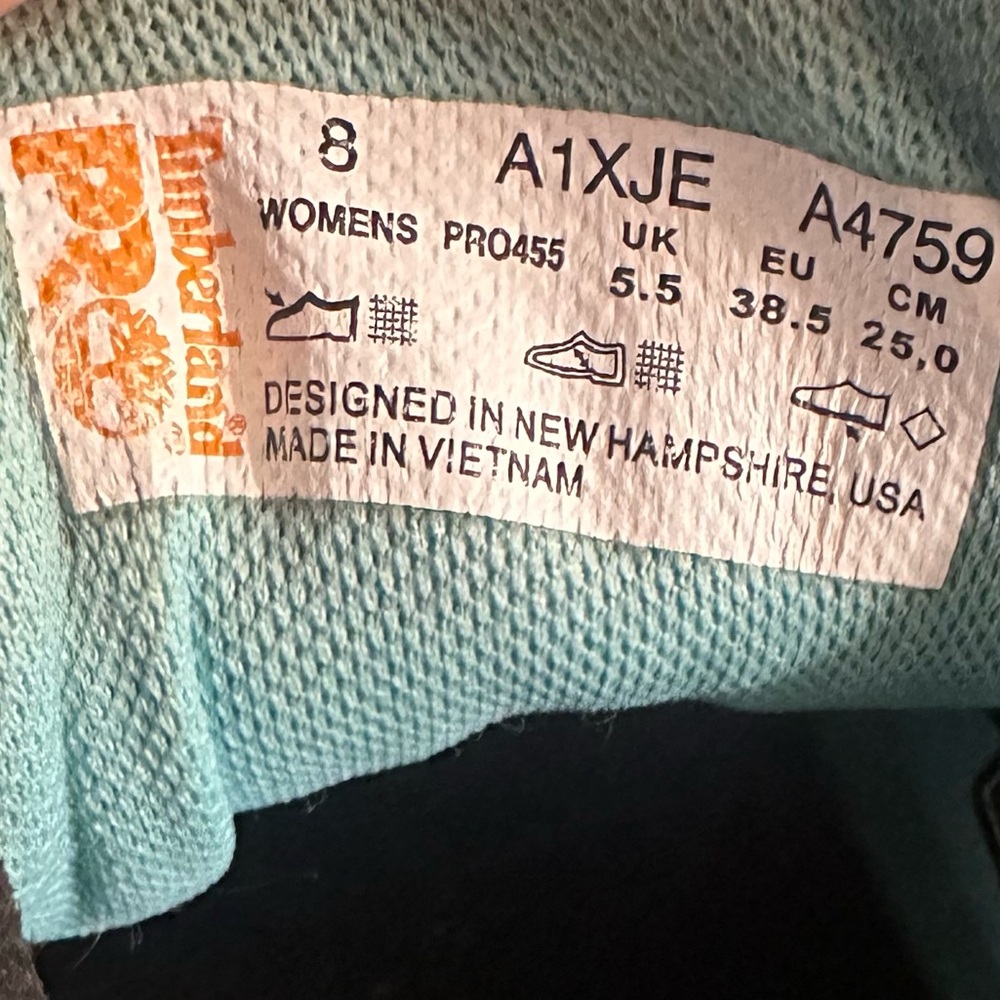 PRO
Timberland®
8 A1XJE A4759
WOMENS PRO455 UK EU CM
5.5 38.5 25,0
DESIGNED IN NEW HAMPSHIRE, USA
MADE IN VIETNAM